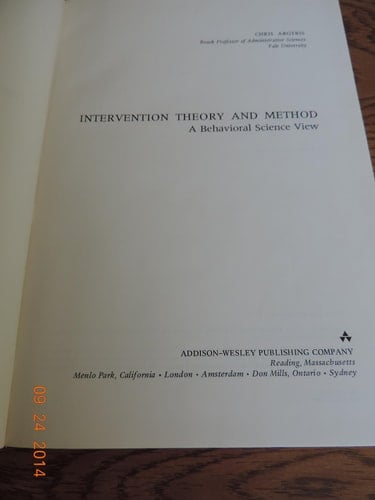 CHRIS ARGYRIS
Beach Professor of Administrative Sciences
Yale University
INTERVENTION THEORY AND METHOD
A Behavioral Science View
ADDISON-WESLEY PUBLISHING COMPANY
Reading, Massachusetts
Menlo Park, California • London • Amsterdam • Don Mills, Ontario • Sydney
09 24 2014